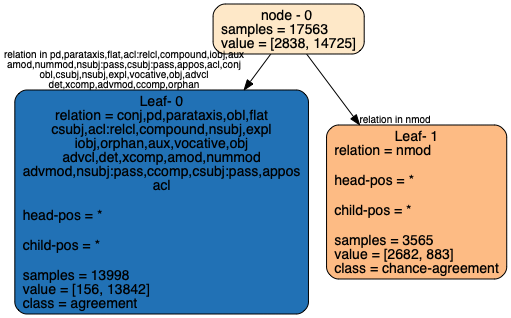 node - 0
samples = 17563
value = [2838, 14725]
relation in pd,parataxis,flat,acl:relcl,compound,iobj,aux
amod,nummod,nsubj:pass,csubj:pass,appos,acl,conj
obl,csubj,nsubj,expl,vocative,obj,advcl
det,xcomp,advmod,ccomp,orphan
relation in nmod
Leaf- 0
relation = conj,pd,parataxis,obl,flat
csubj,acl:relcl,compound,nsubj,expl
iobj,orphan,aux,vocative,obj
advcl,det,xcomp,amod,nummod
advmod,nsubj:pass,ccomp,csubj:pass,appos
acl
head-pos = *
child-pos = *
samples = 13998
value = [156, 13842]
class = agreement
Leaf- 1
relation = nmod
head-pos = *
child-pos = *
samples = 3565
value = [2682, 883]
class = chance-agreement